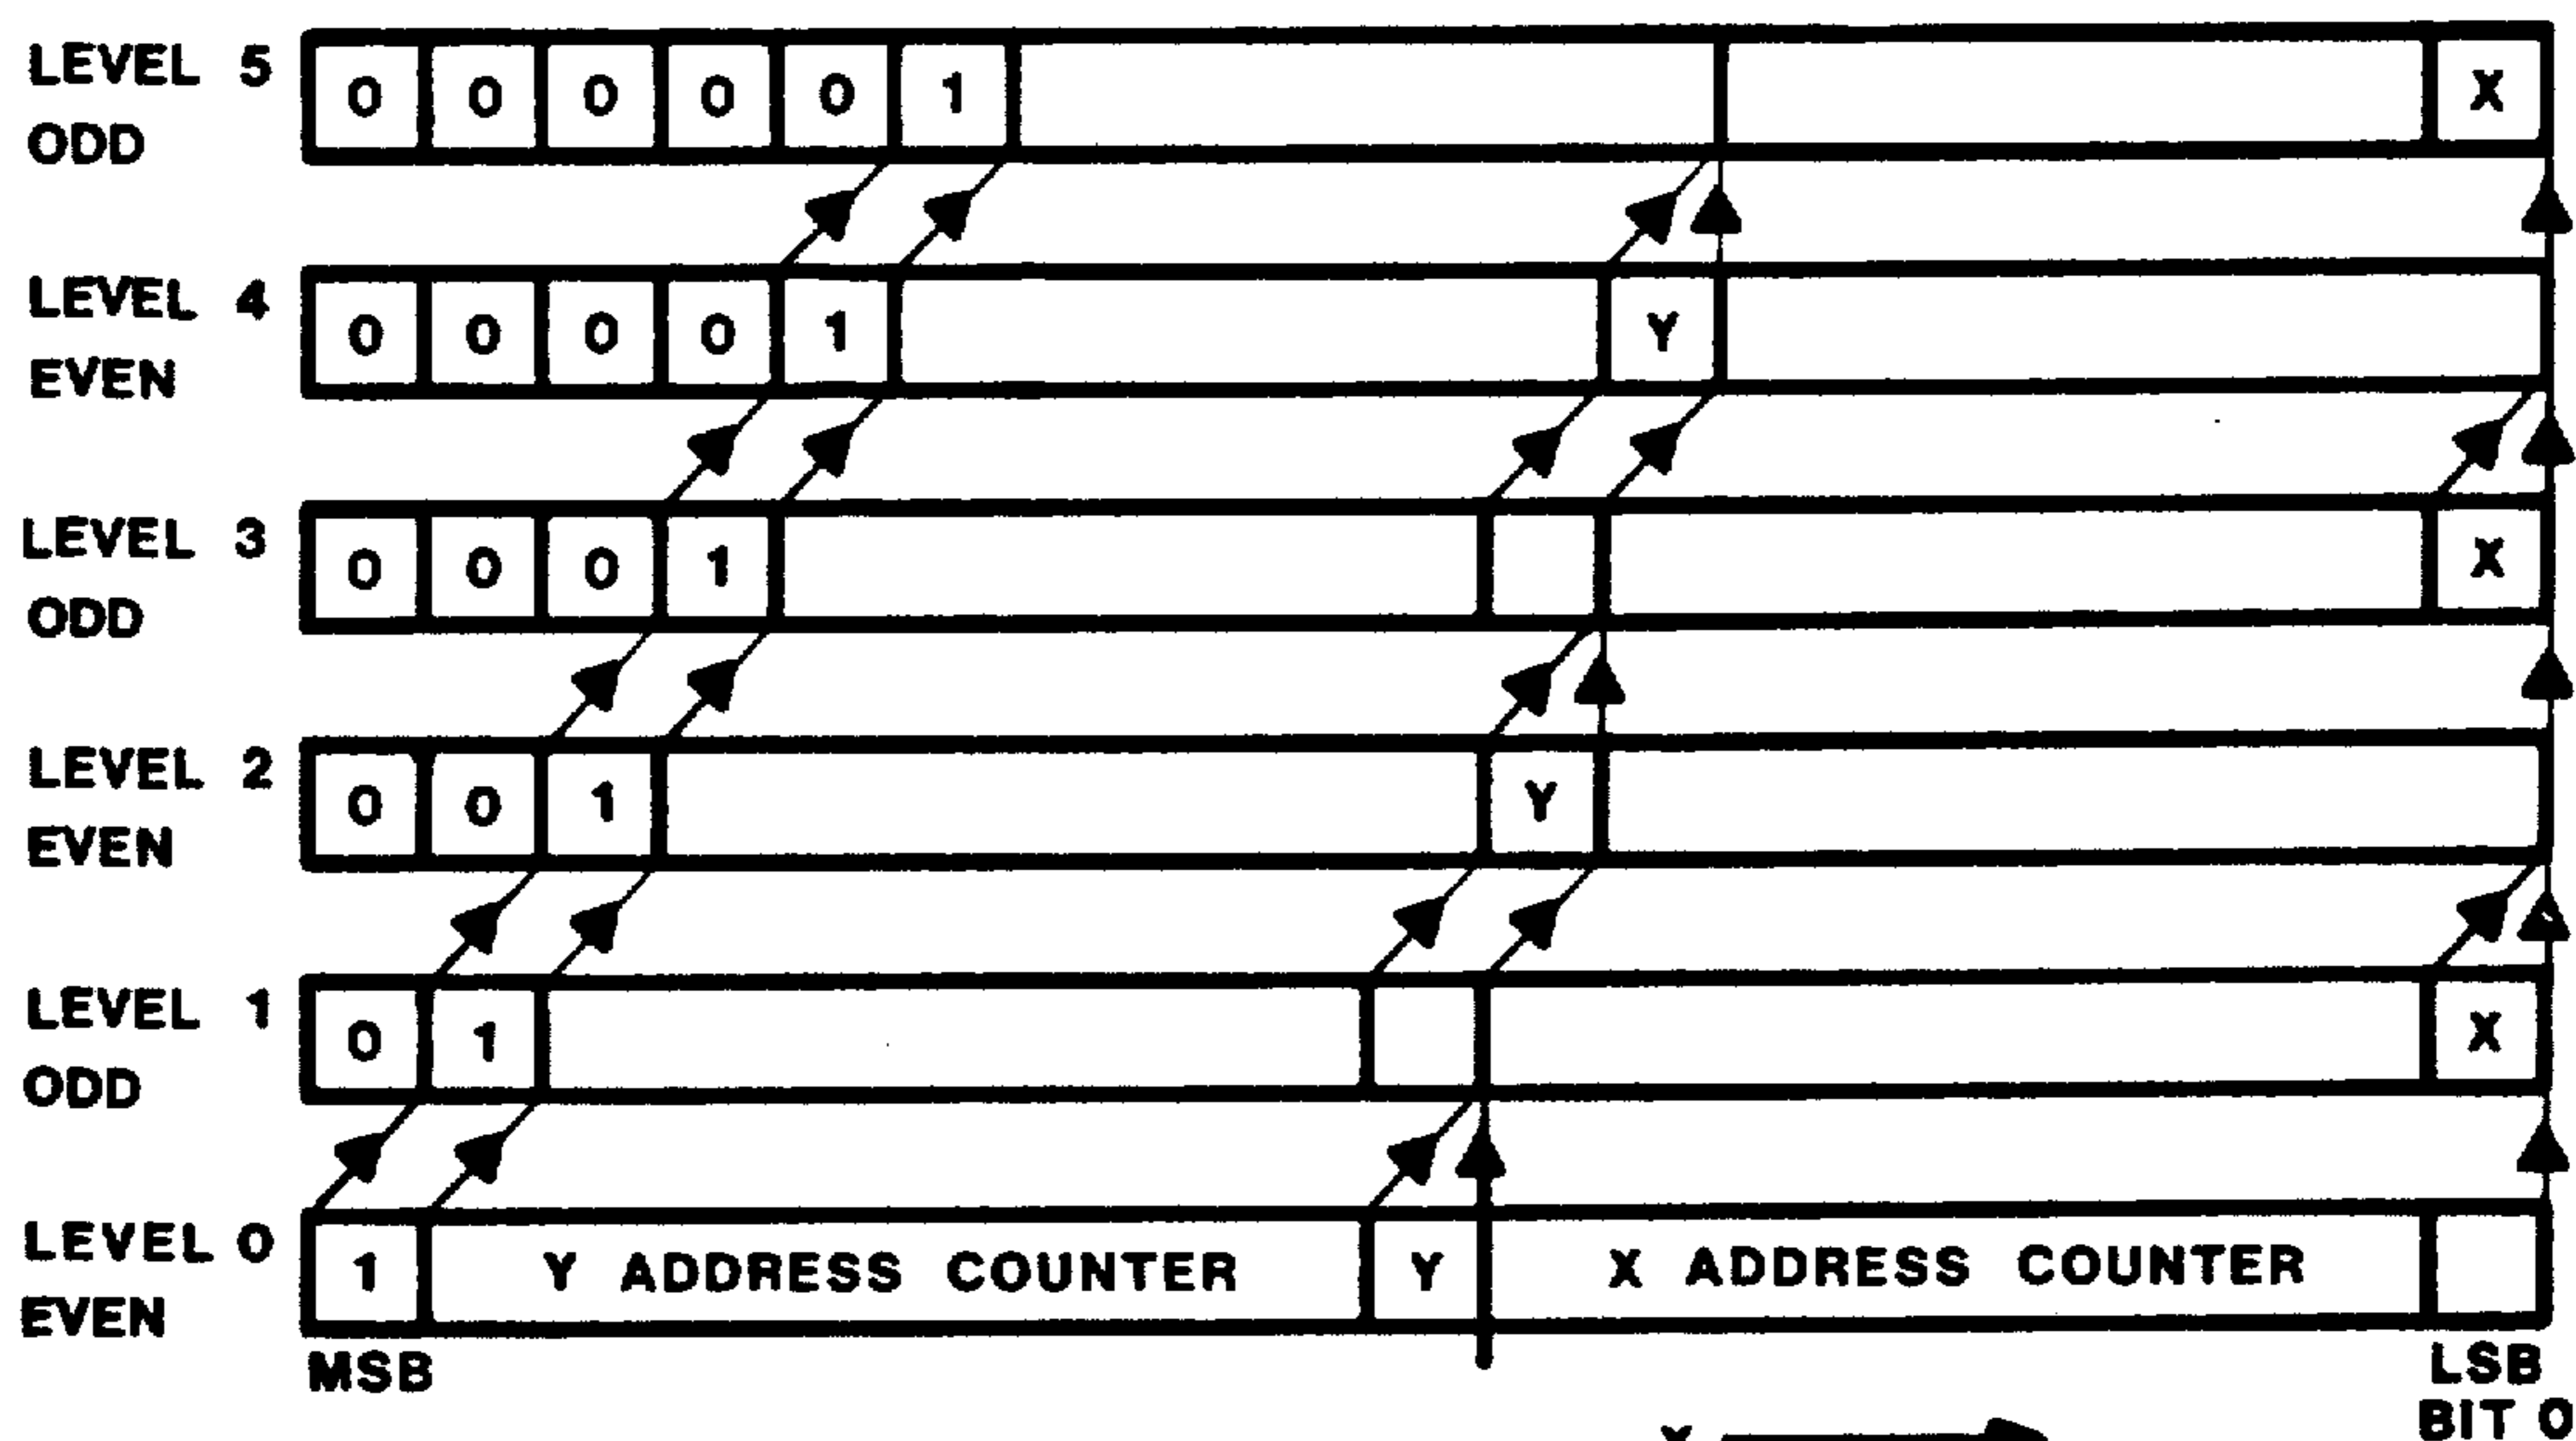 LEVEL 5 0 0 0 0 0 1 X
ODD
LEVEL 4 0 0 0 0 1 Y
EVEN
LEVEL 3 0 0 0 1 X
ODD
LEVEL 2 0 0 1 Y
EVEN
LEVEL 1 0 1 X
ODD
LEVEL 0 1 Y ADDRESS COUNTER Y X ADDRESS COUNTER
EVEN
MSB LSB
BIT 0
X